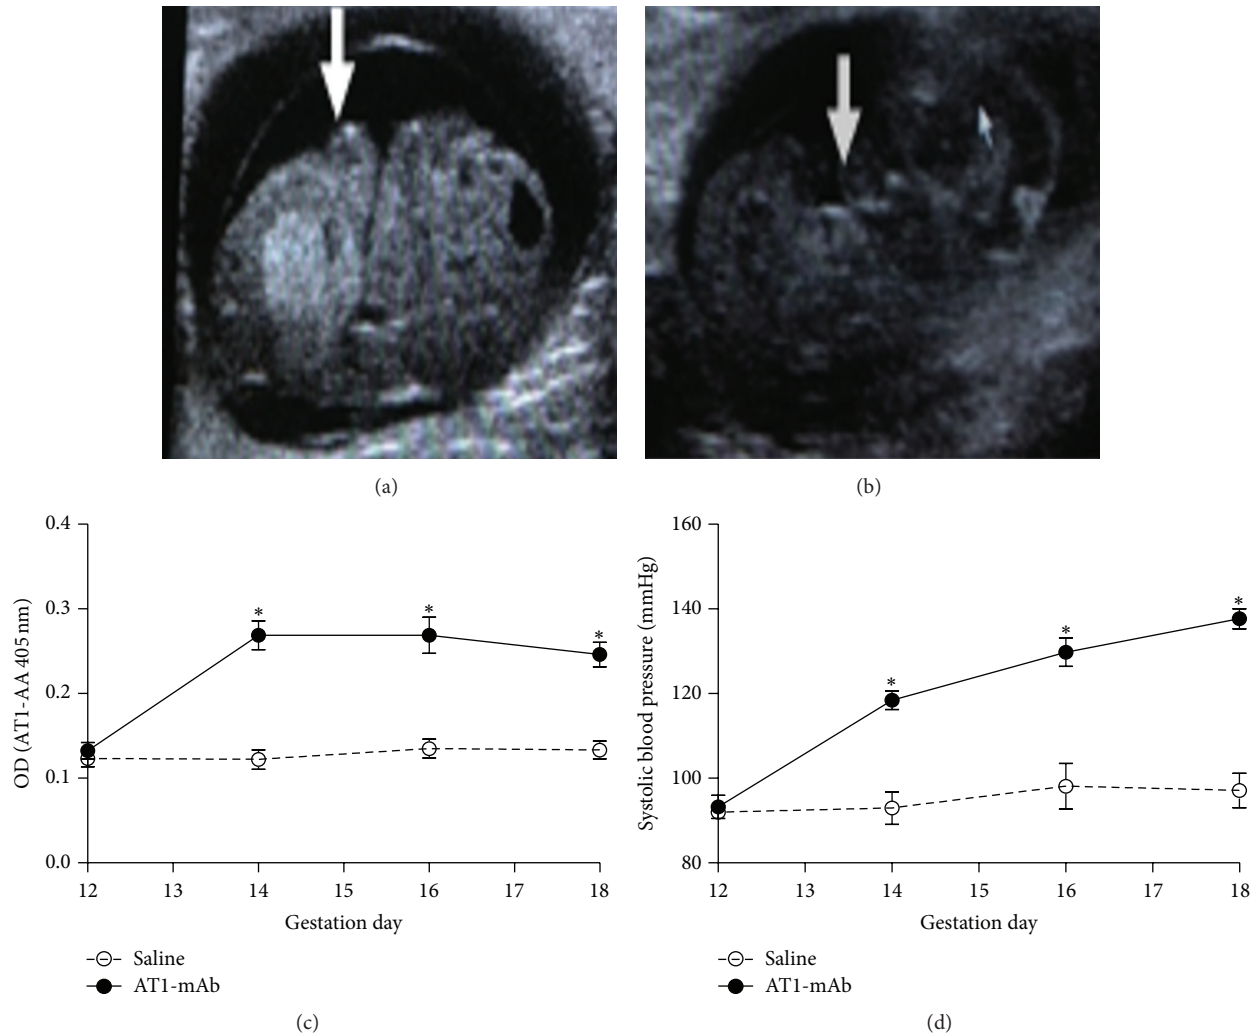 (a)
(b)
0.4
0.3
0.2
0.1
0.0
OD (AT1-AA 405 nm)
*
*
*
12 13 14 15 16 17 18
Gestation day
Saline
AT1-mAb
(c)
160
140
120
100
80
Systolic blood pressure (mmHg)
*
*
*
12 13 14 15 16 17 18
Gestation day
Saline
AT1-mAb
(d)